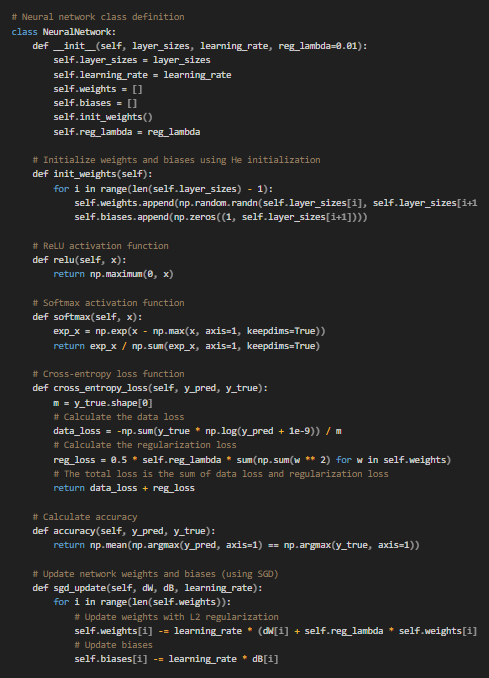 # Neural network class definition
class NeuralNetwork:
    def __init__(self, layer_sizes, learning_rate, reg_lambda=0.01):
        self.layer_sizes = layer_sizes
        self.learning_rate = learning_rate
        self.weights = []
        self.biases = []
        self.init_weights()
        self.reg_lambda = reg_lambda

    # Initialize weights and biases using He initialization
    def init_weights(self):
        for i in range(len(self.layer_sizes) - 1):
            self.weights.append(np.random.randn(self.layer_sizes[i], self.layer_sizes[i+1
            self.biases.append(np.zeros((1, self.layer_sizes[i+1])))

    # ReLU activation function
    def relu(self, x):
        return np.maximum(0, x)

    # Softmax activation function
    def softmax(self, x):
        exp_x = np.exp(x - np.max(x, axis=1, keepdims=True))
        return exp_x / np.sum(exp_x, axis=1, keepdims=True)

    # Cross-entropy loss function
    def cross_entropy_loss(self, y_pred, y_true):
        m = y_true.shape[0]
        # Calculate the data loss
        data_loss = -np.sum(y_true * np.log(y_pred + 1e-9)) / m
        # Calculate the regularization loss
        reg_loss = 0.5 * self.reg_lambda * sum(np.sum(w ** 2) for w in self.weights)
        # The total loss is the sum of data loss and regularization loss
        return data_loss + reg_loss

    # Calculate accuracy
    def accuracy(self, y_pred, y_true):
        return np.mean(np.argmax(y_pred, axis=1) == np.argmax(y_true, axis=1))

    # Update network weights and biases (using SGD)
    def sgd_update(self, dW, dB, learning_rate):
        for i in range(len(self.weights)):
            # Update weights with L2 regularization
            self.weights[i] -= learning_rate * (dW[i] + self.reg_lambda * self.weights[i]
            # Update biases
            self.biases[i] -= learning_rate * dB[i]